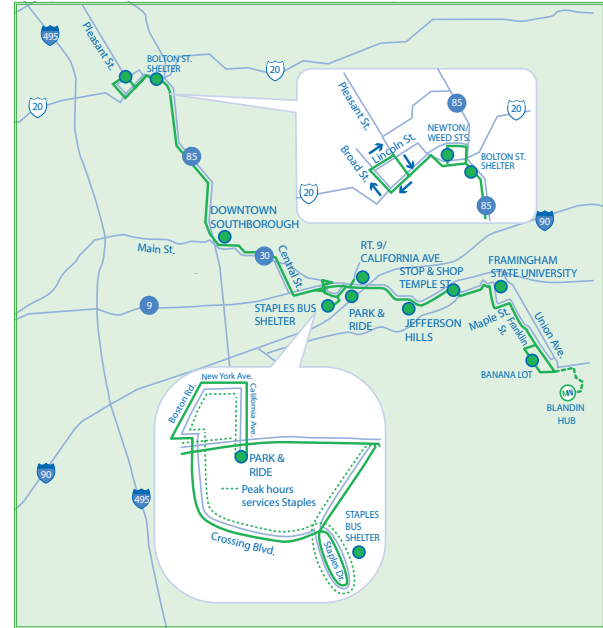 495
Pleasant St.
BOLTON ST.
SHELTER
20
20
85
DOWNTOWN
SOUTHBOROUGH
Main St.
30
Central St.
9
STAPLES BUS
SHELTER
RT. 9/
CALIFORNIA AVE.
PARK &
RIDE
STOP & SHOP
TEMPLE ST.
JEFFERSON
HILLS
FRAMINGHAM
STATE UNIVERSITY
Maple St.
Franklin
St.
Union Ave.
BANANA LOT
BLANDIN
HUB
90
90
495
Pleasant St.
85
20
NEWTON/
WEED STS.
Lincoln St.
Broad St.
BOLTON ST.
SHELTER
20
85
New York Ave.
Boston Rd.
California Ave.
PARK &
RIDE
Peak hours
services Staples
Crossing Blvd.
STAPLES
BUS
SHELTER
Staples Dr.